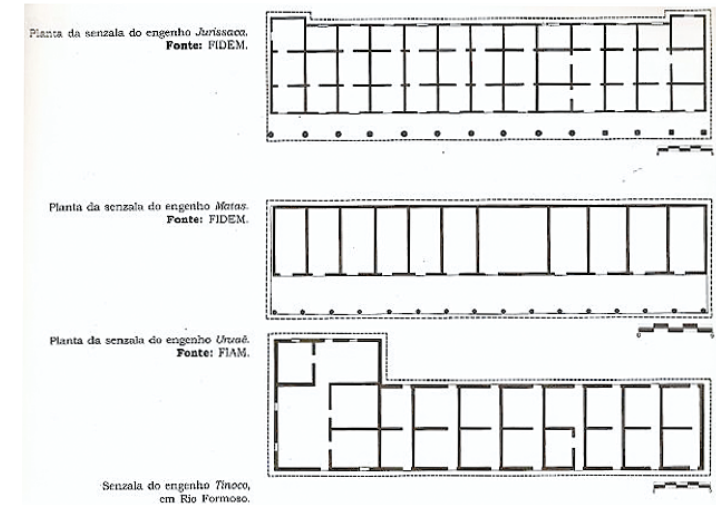 Planta da senzala do engenho Jurissaca.
Fonte: FIDEM.
Planta da senzala do engenho Matas.
Fonte: FIDEM.
Planta da senzala do engenho Uruaê.
Fonte: FIAM.
Senzala do engenho Tinoco,
em Rio Formoso.